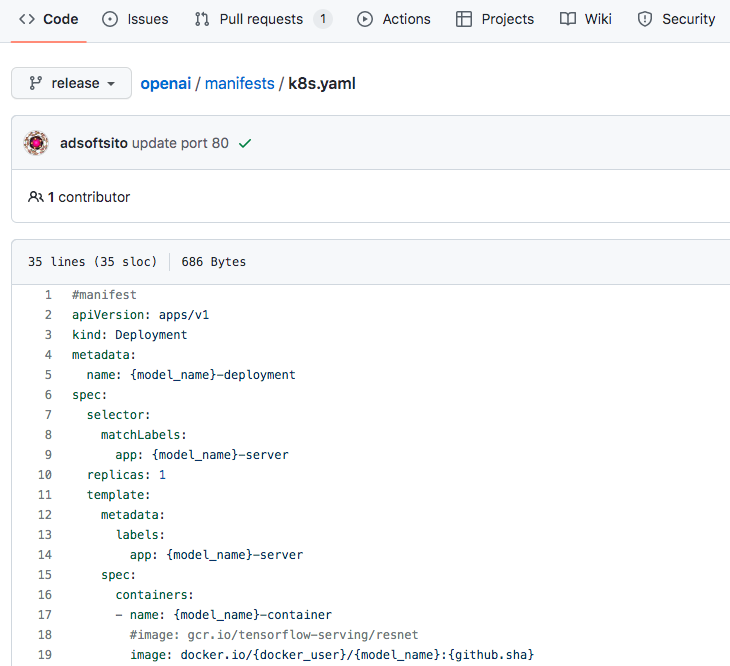 Code Issues Pull requests 1 Actions Projects Wiki Security
release openai / manifests / k8s.yaml
adsoftsito update port 80
1 contributor
35 lines (35 sloc) 686 Bytes
1 #manifest
2 apiVersion: apps/v1
3 kind: Deployment
4 metadata:
5   name: {model_name}-deployment
6 spec:
7   selector:
8     matchLabels:
9       app: {model_name}-server
10   replicas: 1
11   template:
12     metadata:
13       labels:
14         app: {model_name}-server
15     spec:
16       containers:
17       - name: {model_name}-container
18         #image: gcr.io/tensorflow-serving/resnet
19         image: docker.io/{docker_user}/{model_name}:{github.sha}